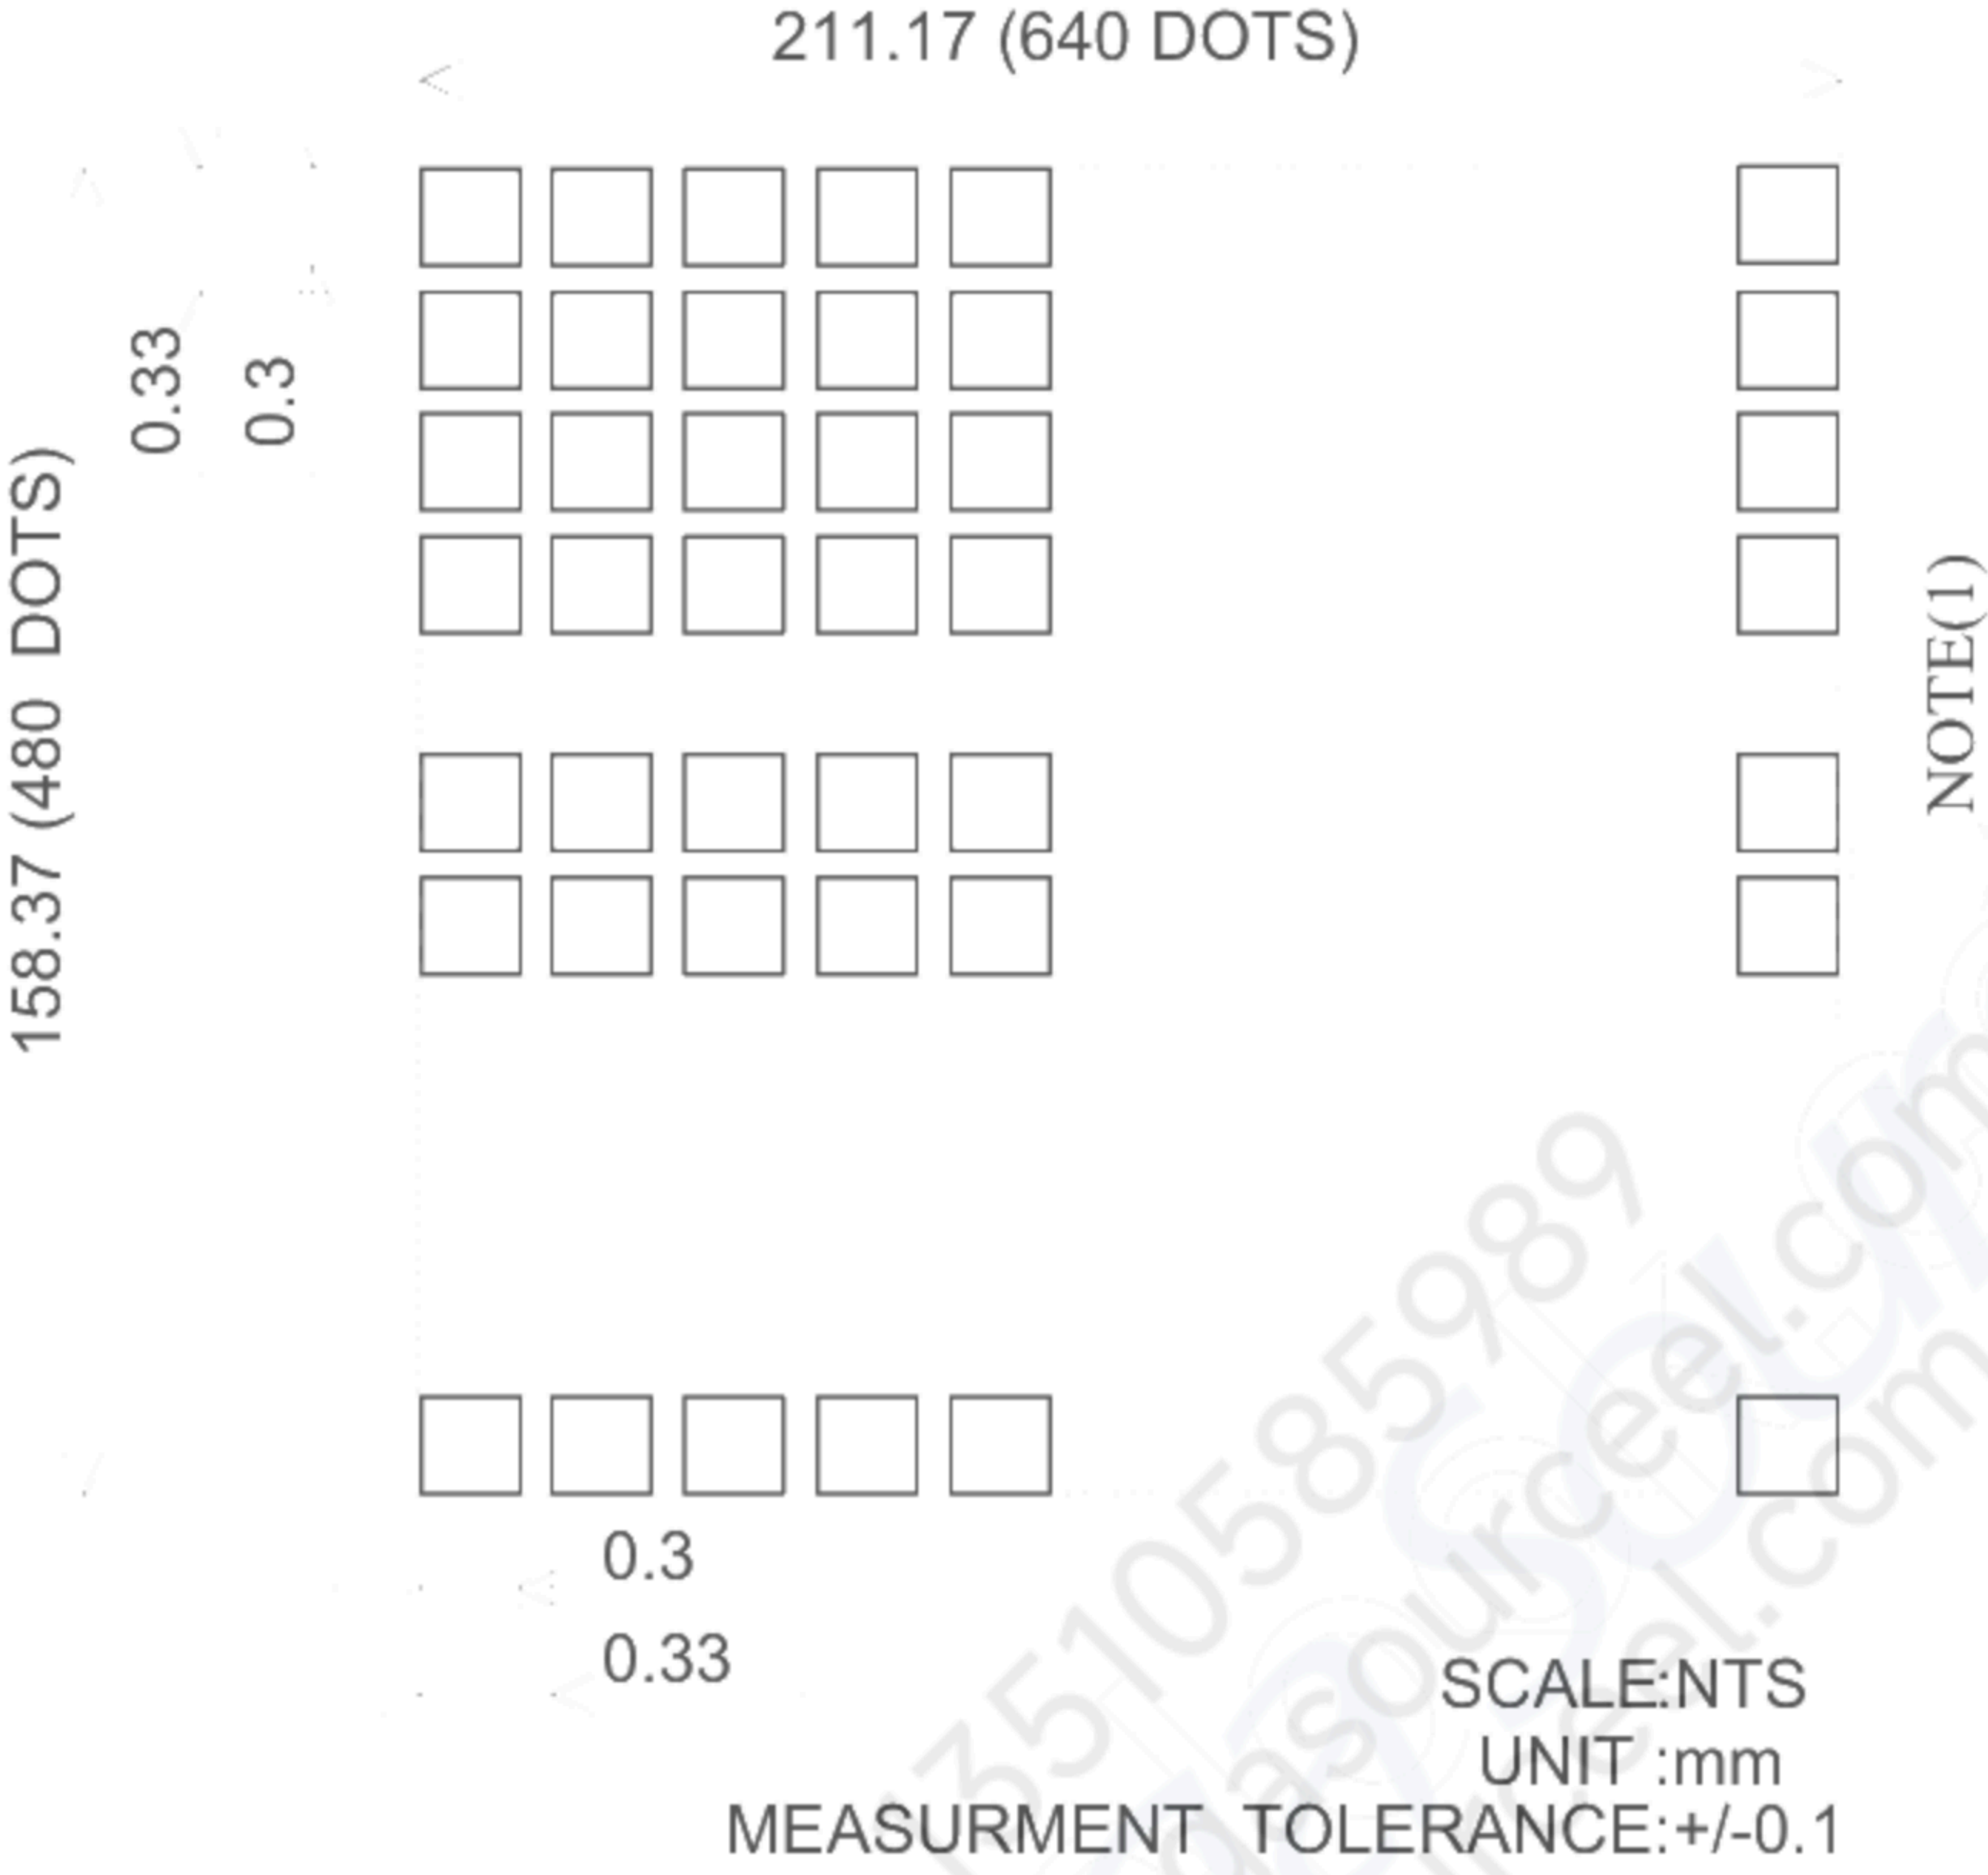 211.17 (640 DOTS)
0.33
0.3
158.37 (480 DOTS)
NOTE(1)
0.3
0.33
SCALE:NTS
UNIT :mm
MEASURMENT TOLERANCE:+/-0.1
13510585989